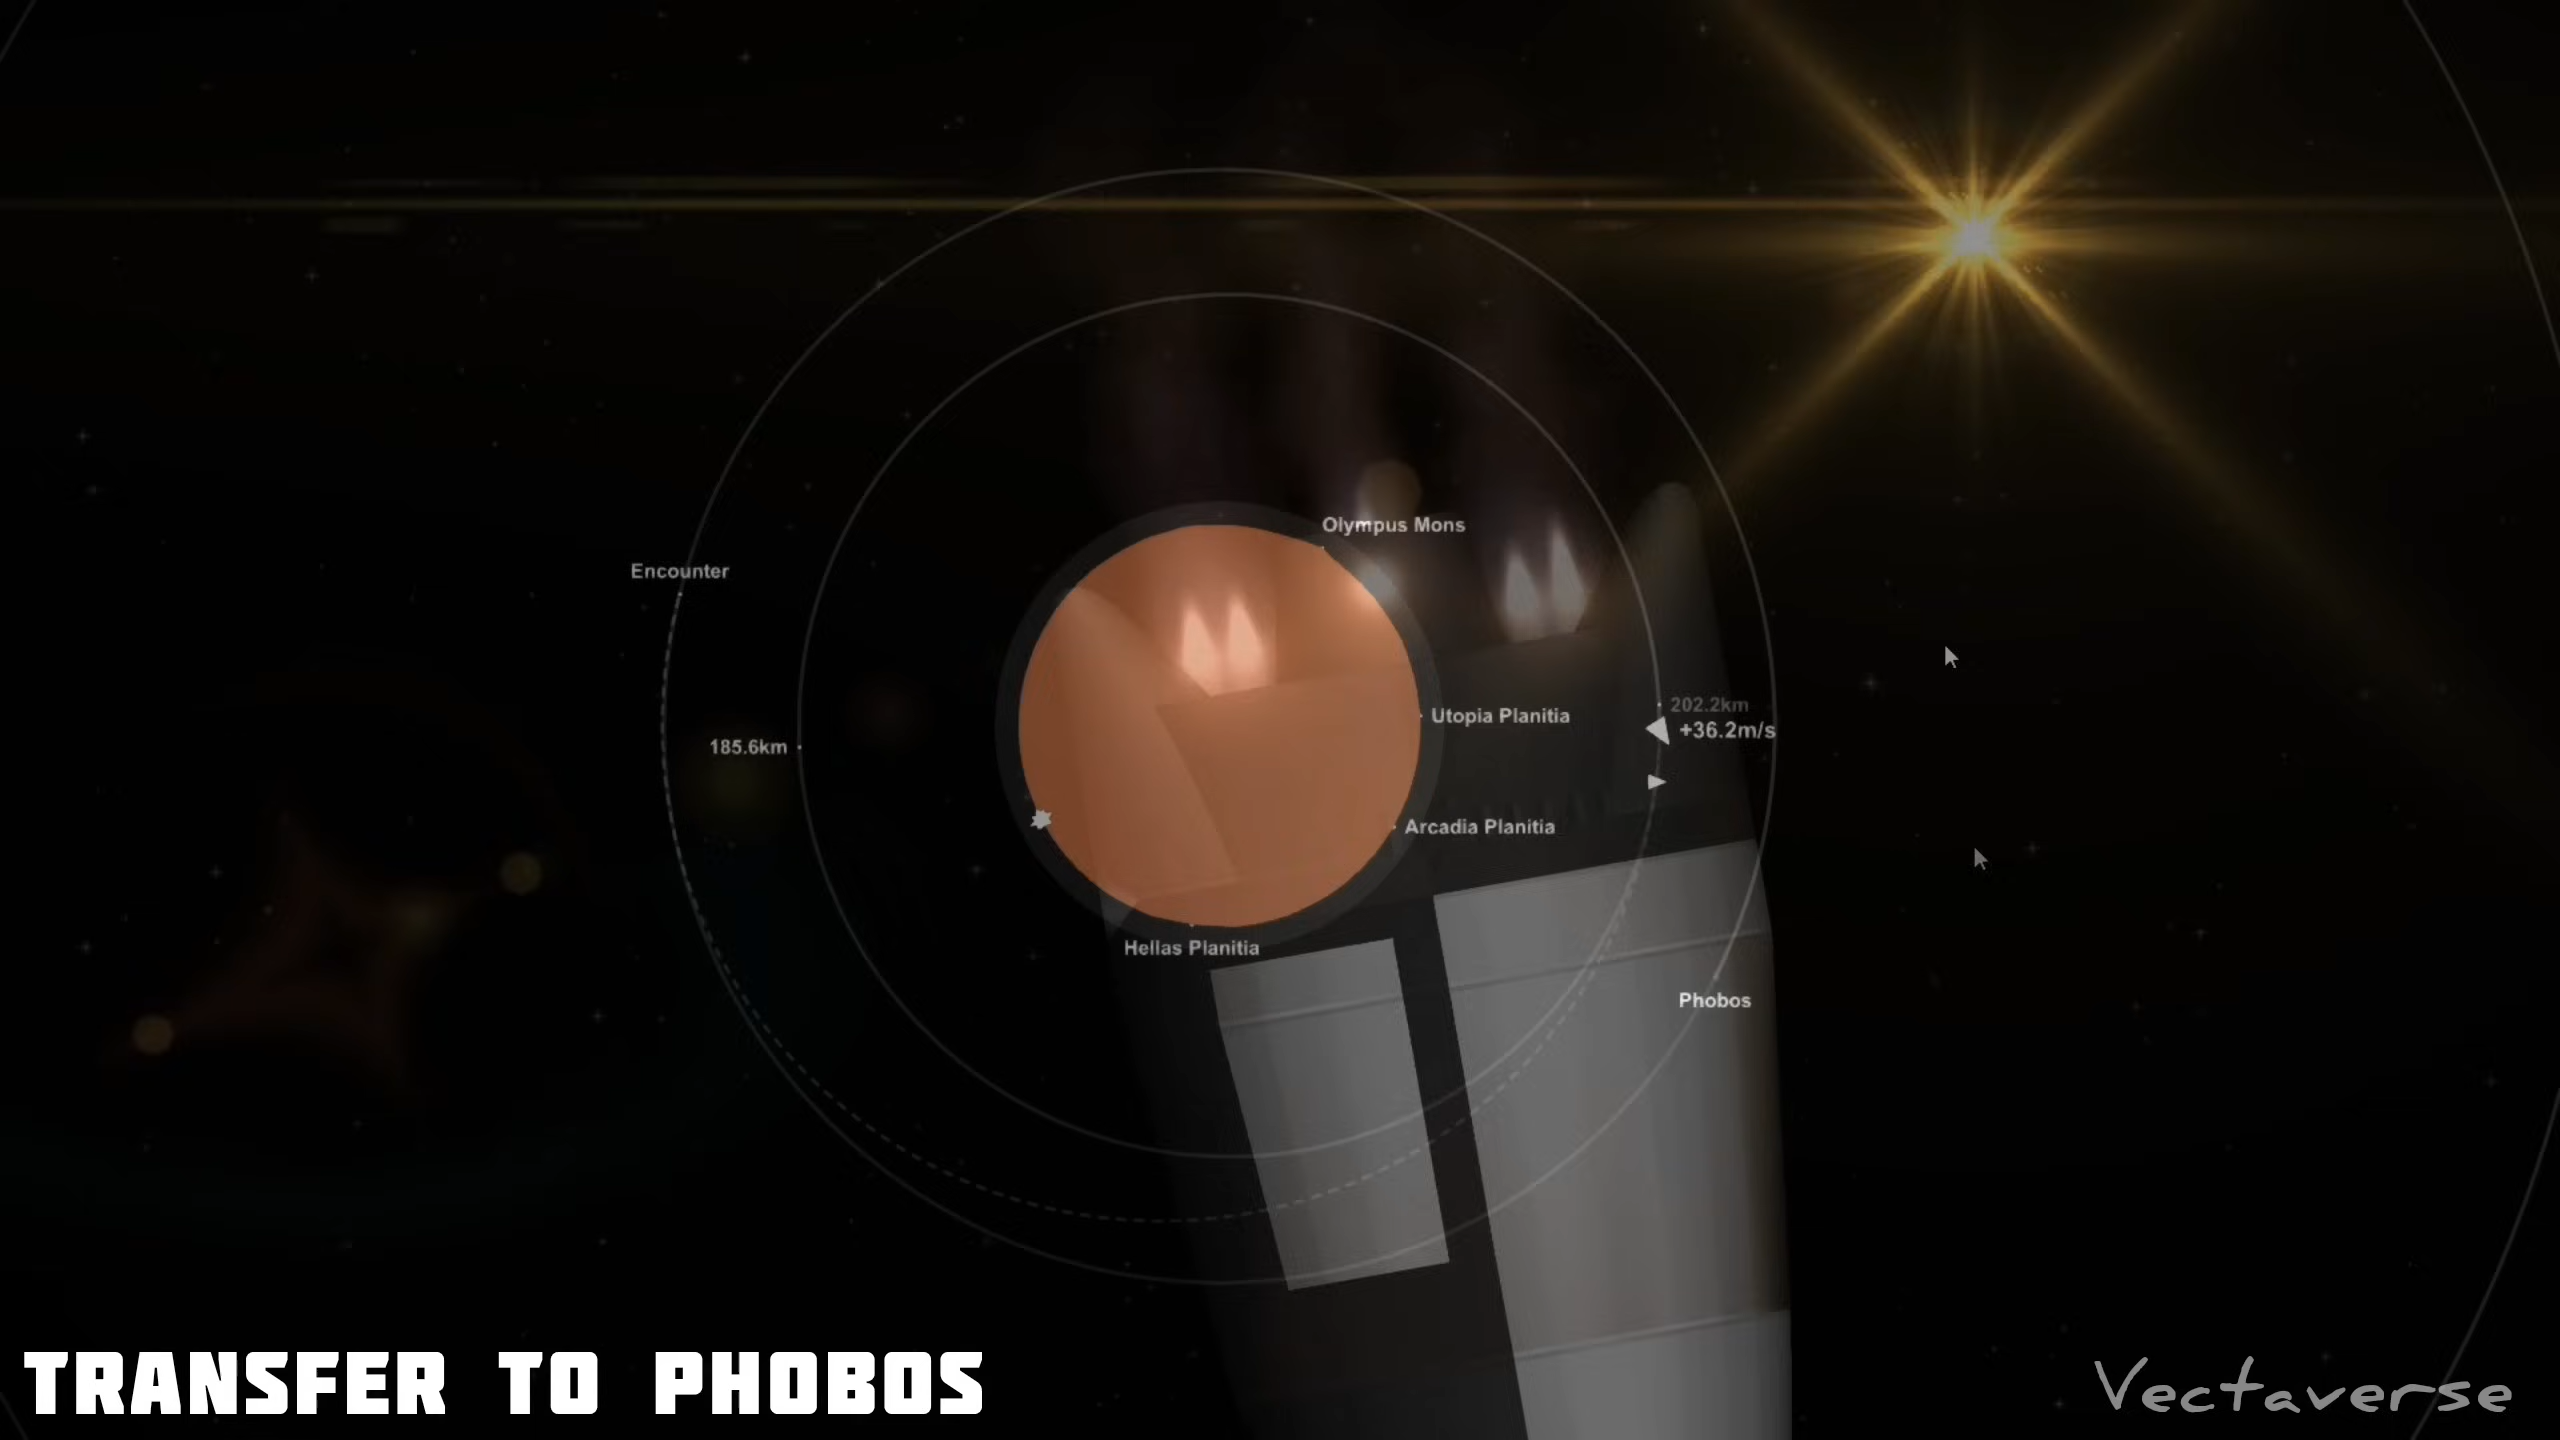 Olympus Mons
Encounter
202.2km
Utopia Planitia
+36.2m/s
185.6km
Arcadia Planitia
Hellas Planitia
Phobos
TRANSFER TO PHOBOS
Vectaverse